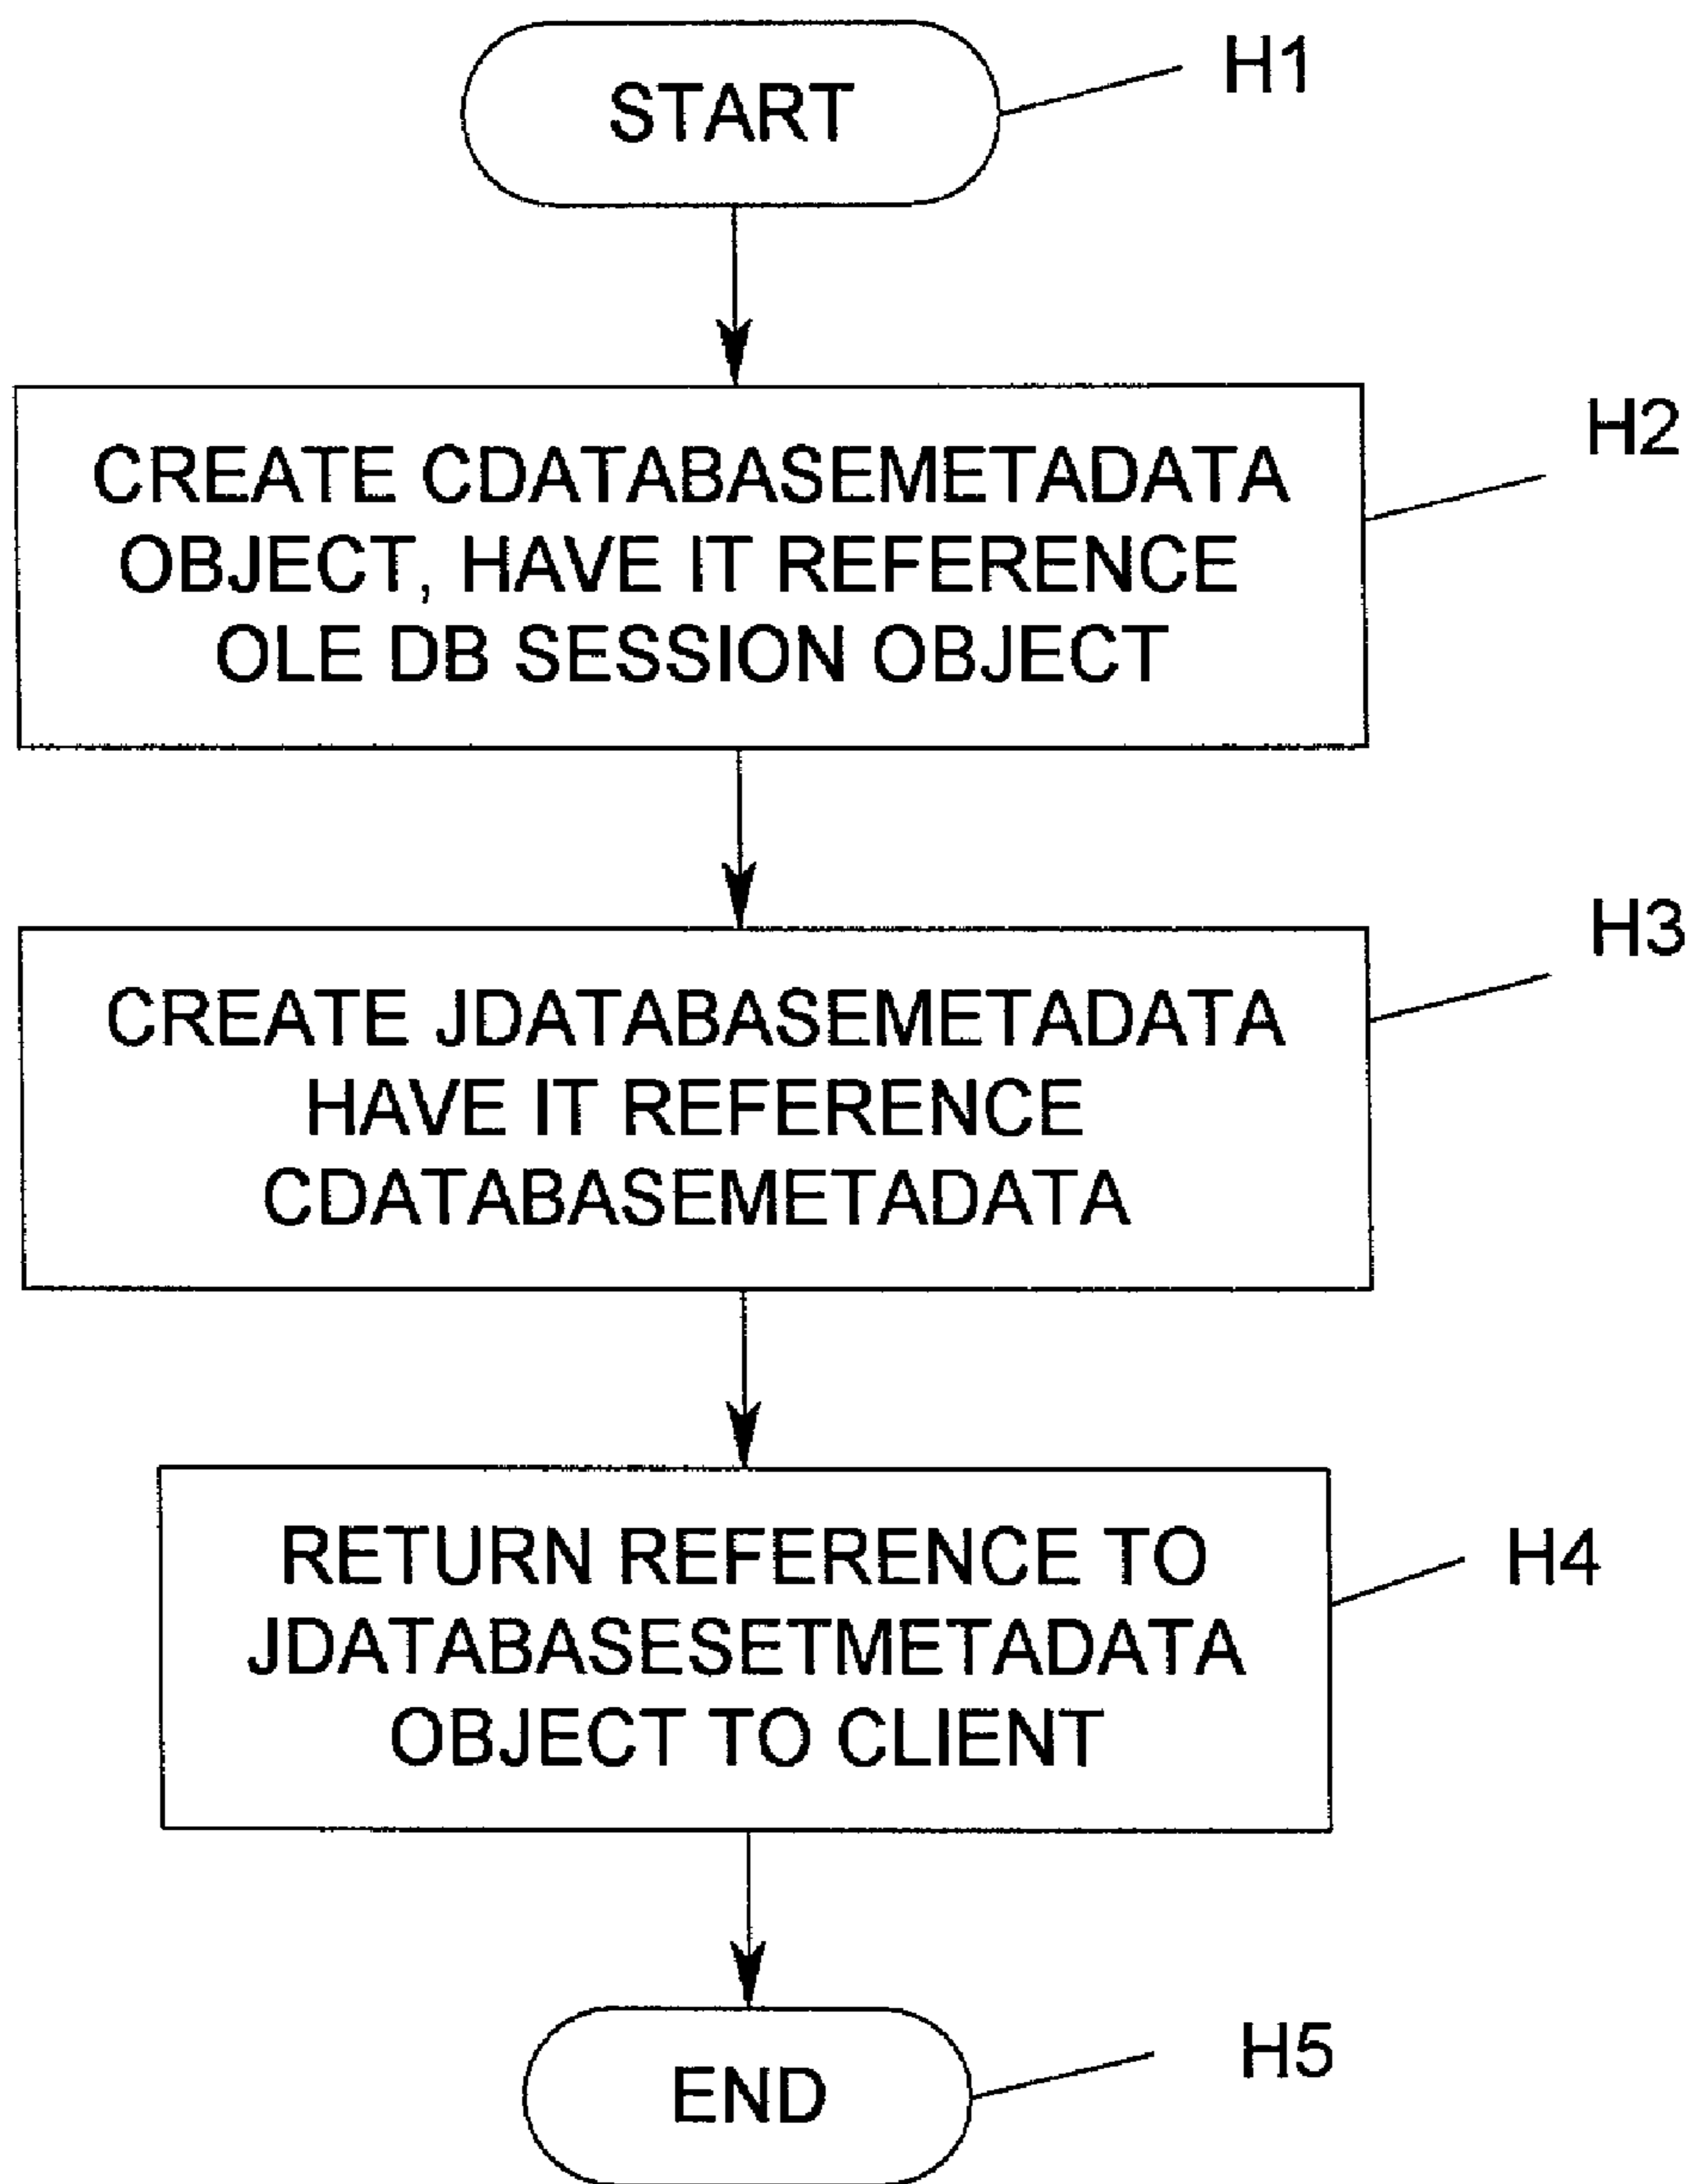 START
H1
CREATE CDATABASEMETADATA
OBJECT, HAVE IT REFERENCE
OLE DB SESSION OBJECT
H2
CREATE JDATABASEMETADATA
HAVE IT REFERENCE
CDATABASEMETADATA
H3
RETURN REFERENCE TO
JDATABASESETMETADATA
OBJECT TO CLIENT
H4
END
H5